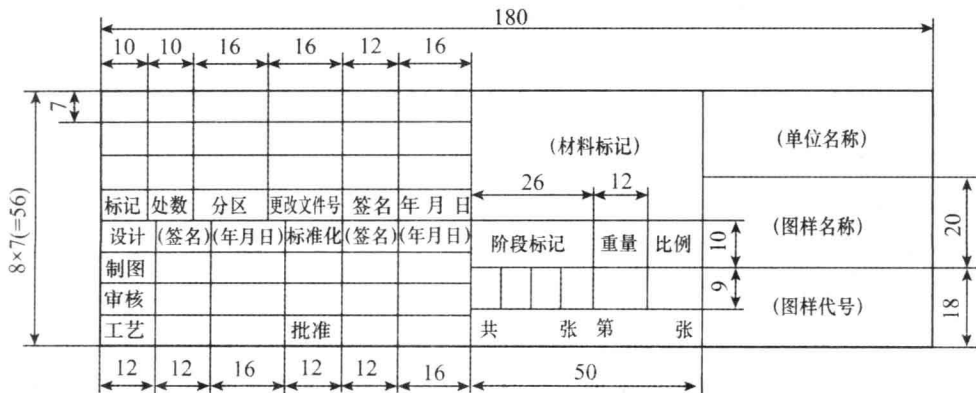 180
10 10 16 16 12 16
7
(材料标记)
(单位名称)
26 12
8×7(=56)
标记 处数 分区 更改文件号 签名 年 月 日
设计 (签名) (年月日) 标准化 (签名) (年月日)
阶段标记 重量 比例
10
(图样名称)
20
制图
审核
9
(图样代号)
18
工艺 批准
共 张 第 张
12 12 16 12 12 16 50